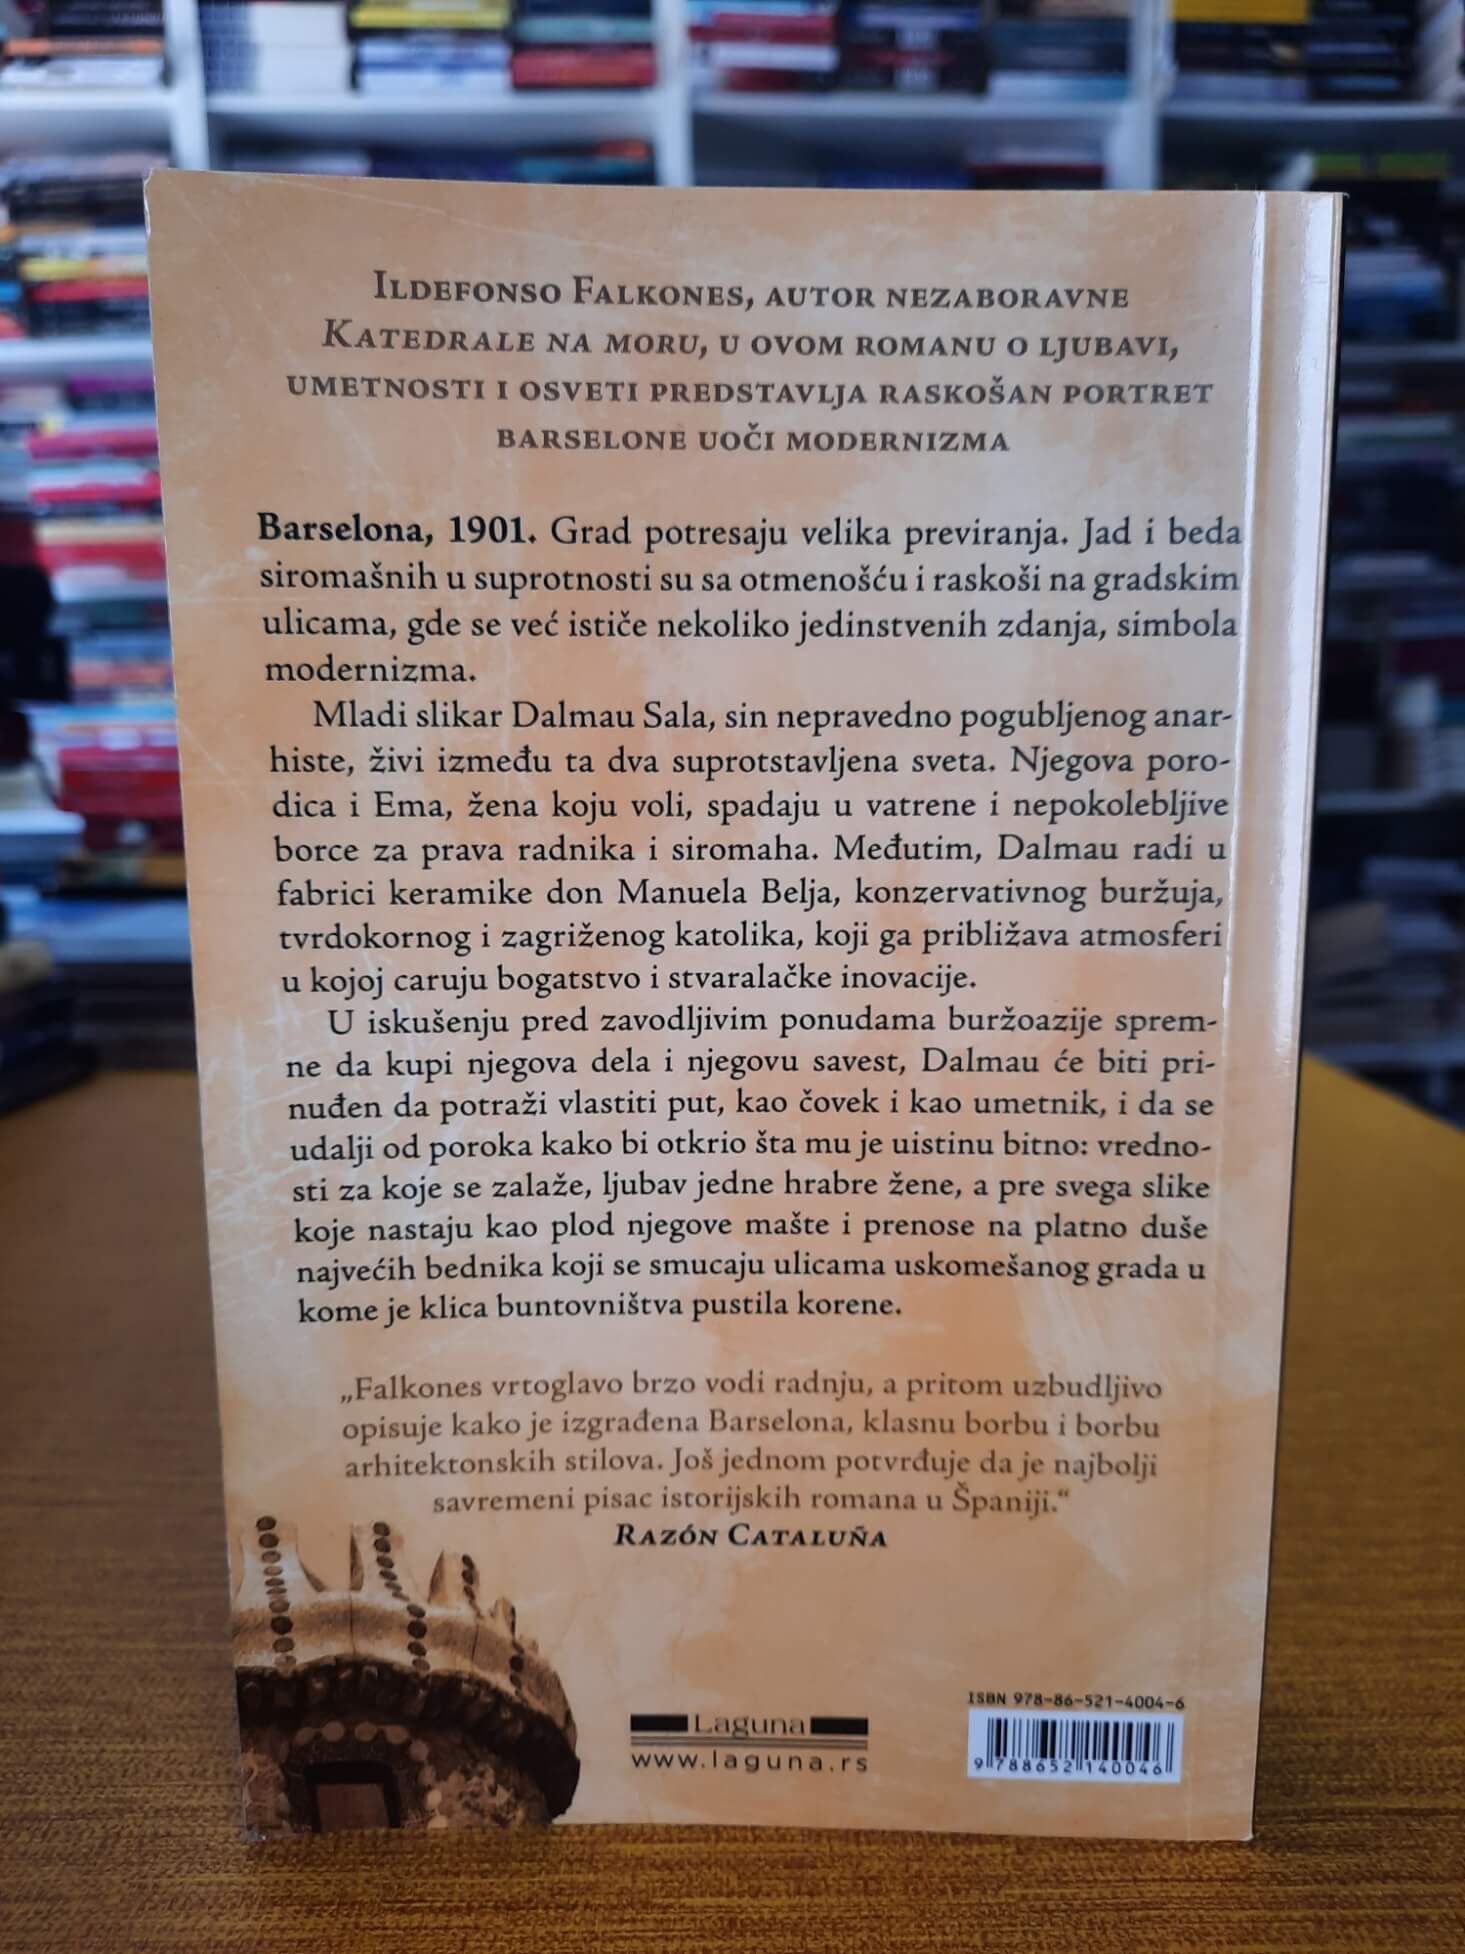 Ildefonso Falkones, autor nezaboravne
Katedrale na moru, u ovom romanu o ljubavi,
umetnosti i osveti predstavlja raskošan portret
barselone uoči modernizma
Barselona, 1901. Grad potresaju velika previranja. Jad i beda
siromašnih u suprotnosti su sa otmenošću i raskoši na gradskim
ulicama, gde se već ističe nekoliko jedinstvenih zdanja, simbola
modernizma.
Mladi slikar Dalmau Sala, sin nepravedno pogubljenog anar-
histe, živi između ta dva suprotstavljena sveta. Njegova poro-
dica i Ema, žena koju voli, spadaju u vatrene i nepokolebljive
borce za prava radnika i siromaha. Međutim, Dalmau radi u
fabrici keramike don Manuela Belja, konzervativnog buržuja,
tvrdokornog i zagriženog katolika, koji ga približava atmosferi
u kojoj caruju bogatstvo i stvaralačke inovacije.
U iskušenju pred zavodljivim ponudama buržoazije sprem-
ne da kupi njegova dela i njegovu savest, Dalmau će biti pri-
nuđen da potraži vlastiti put, kao čovek i kao umetnik, i da se
udalji od poroka kako bi otkrio šta mu je uistinu bitno: vredno-
sti za koje se zalaže, ljubav jedne hrabre žene, a pre svega slike
koje nastaju kao plod njegove mašte i prenose na platno duše
najvećih bednika koji se smucaju ulicama uskomešanog grada u
kome je klica buntovništva pustila korene.
„Falkones vrtoglavo brzo vodi radnju, a pritom uzbudljivo
opisuje kako je izgrađena Barselona, klasnu borbu i borbu
arhitektonskih stilova. Još jednom potvrđuje da je najbolji
savremeni pisac istorijskih romana u Španiji.“
Razón Cataluña
Laguna
www.laguna.rs
ISBN 978-86-521-4004-6
9 788652 140046